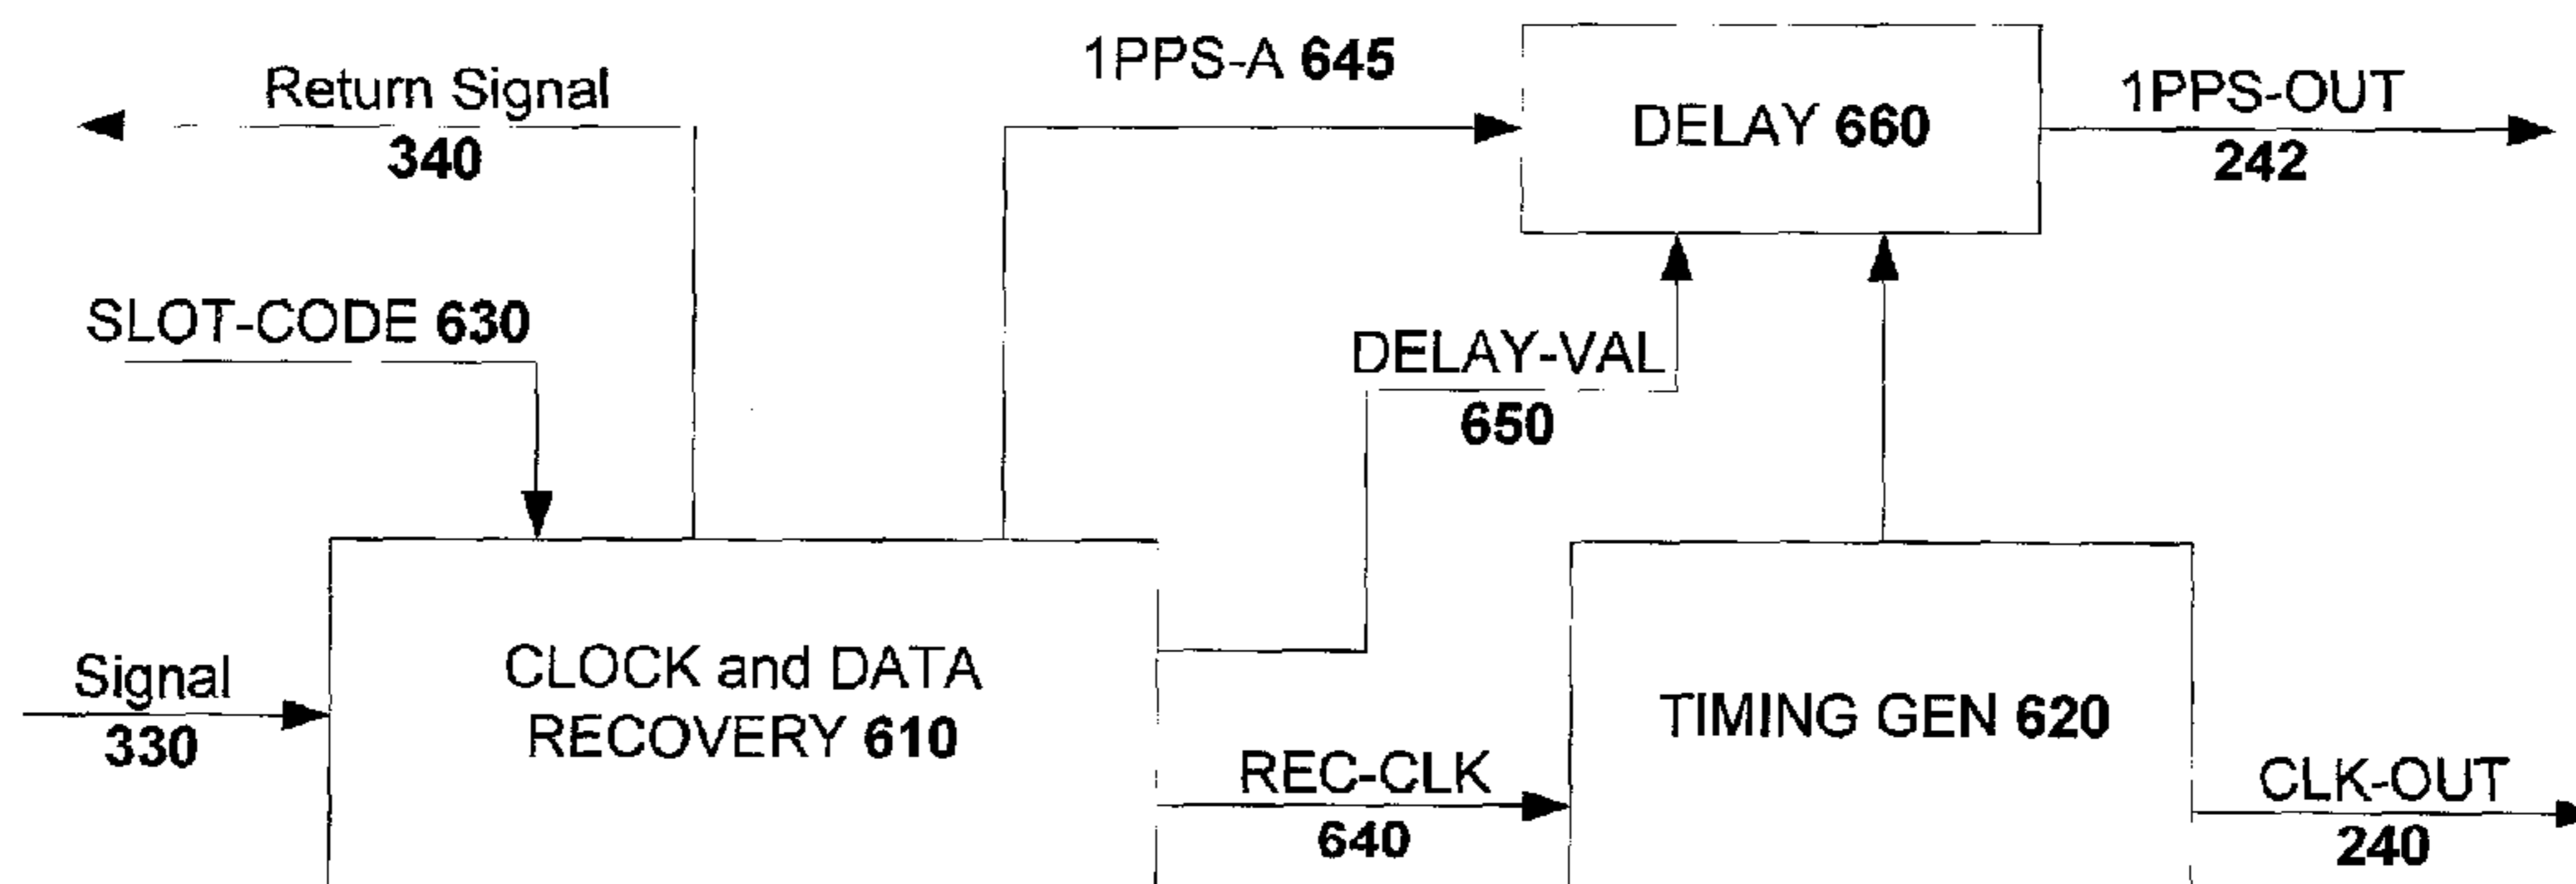 Return Signal
340
1PPS-A 645
DELAY 660
1PPS-OUT
242
SLOT-CODE 630
DELAY-VAL
650
Signal
330
CLOCK and DATA
RECOVERY 610
REC-CLK
640
TIMING GEN 620
CLK-OUT
240